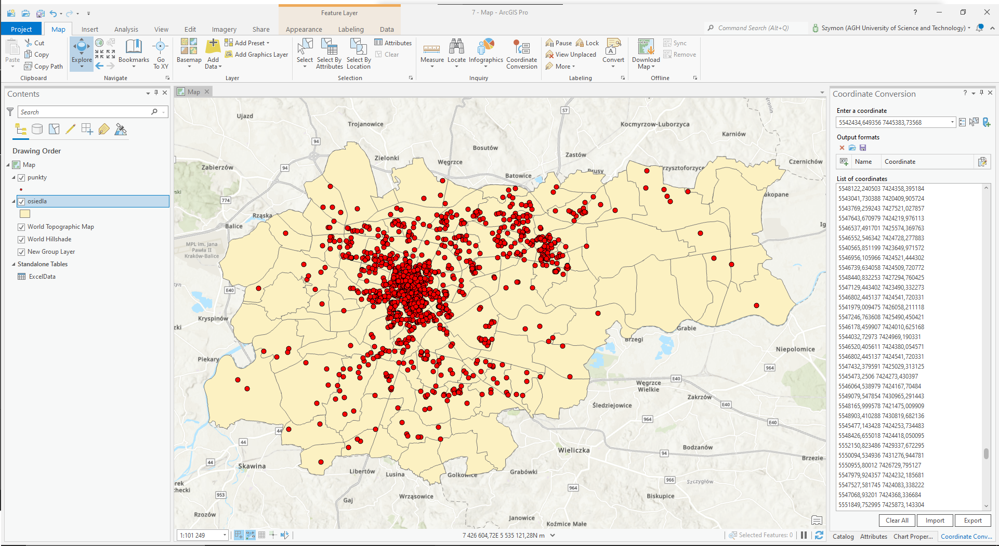 Feature Layer
7 - Map - ArcGIS Pro
?
Project
Map
Insert
Analysis
View
Edit
Imagery
Share
Appearance
Labeling
Data
Command Search (Alt+Q)
Szymon (AGH University of Science and Technology)
Paste
Cut
Copy
Copy Path
Clipboard
Explore
Bookmarks
Go
To XY
Navigate
Basemap
Add
Data
Add Preset
Add Graphics Layer
Layer
Select
Select By
Attributes
Select By
Location
Attributes
Clear
Selection
Measure
Locate
Infographics
Coordinate
Conversion
Inquiry
Pause
Lock
View Unplaced
More
Convert
Labeling
Download
Map
Sync
Remove
Offline
Contents
Search
Drawing Order
Map
punkty
osiedla
World Topographic Map
World Hillshade
New Group Layer
Standalone Tables
ExcelData
Map
Ujazd
Trojanowice
S7
Wronin
Kocmyrzow-Luborzyca
Karniów
94
Bosutów
Zastów
Zielonki
Węgrzce
Czernichów
Zabierzów
94
Prusy
Krzysztoforzyce
Batowice
774
Rząska
Balice
MPL im. Jana
Pawła II
Kraków-Balice
E40
Kryspinów
Grabie
Brzegi
Niepolomice
Piekary
964
E40
Węgrzce
Wielkie
Zakrzów
Śledziejowice
E40
964
E40
44
44
Wieliczka
Bodzanów
94
Brzezie
44
Skawina
Libertów
Lusina
Golkowice
Grabówki
966
Szczygłów
964
953
Gaj
Wrząsowice
Biskupice
Rzozów
Janowice
Koźmice Małe
1:101 249
7 426 604,72E 5 535 121,28N m
Selected Features: 0
Coordinate Conversion
?
Enter a coordinate
5542434,649356 7445383,73568
Output formats
Name
Coordinate
List of coordinates
5548122,240503 7424358,395184
5543041,730388 7420409,905724
5543769,259243 7427521,027857
5547643,670979 7424219,976113
5546537,491701 7425574,369763
5546552,546342 7424728,277883
5540565,851199 7423649,971572
5546956,105966 7424521,444302
5546739,634058 7424509,720772
5548440,832253 7427294,760425
5547129,443402 7423490,332273
5546802,445137 7424541,720331
5541979,009475 7426058,211118
5547246,763608 7425490,450421
5546178,459907 7424010,625168
5544032,72973 7424969,190331
5546520,405611 7424380,054571
5546802,445137 7424541,720331
5547432,379591 7425029,313125
5545473,2506 7424273,430397
5546064,538979 7424167,70484
5549079,547854 7430965,291443
5548165,999578 7421475,009909
5548903,410288 7430819,682136
5545477,143428 7424253,734483
5548426,655018 7424418,050095
5552150,823486 7429337,672295
5550094,534936 7431276,944781
5550955,80012 7426729,795127
5547979,924357 7424232,185681
5547527,581745 7424083,338222
5547068,93201 7424368,336684
5551849,752995 7425873,143304
Clear All
Import
Export
Catalog
Attributes
Chart Proper...
Coordinate Conv...